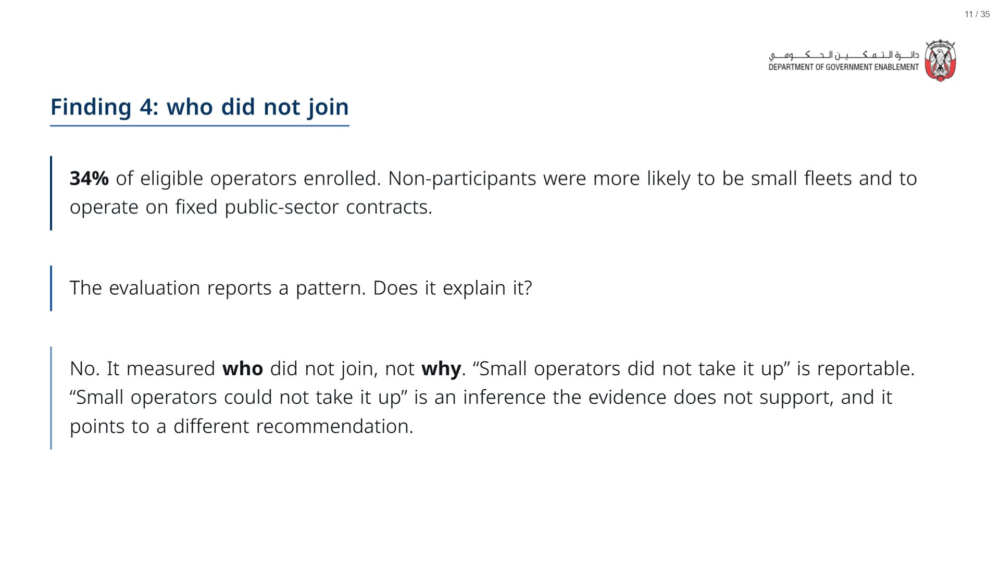 11 / 35
دائرة التمكين الحكومي
DEPARTMENT OF GOVERNMENT ENABLEMENT
Finding 4: who did not join
34% of eligible operators enrolled. Non-participants were more likely to be small fleets and to
operate on fixed public-sector contracts.
The evaluation reports a pattern. Does it explain it?
No. It measured who did not join, not why. “Small operators did not take it up” is reportable.
“Small operators could not take it up” is an inference the evidence does not support, and it
points to a different recommendation.